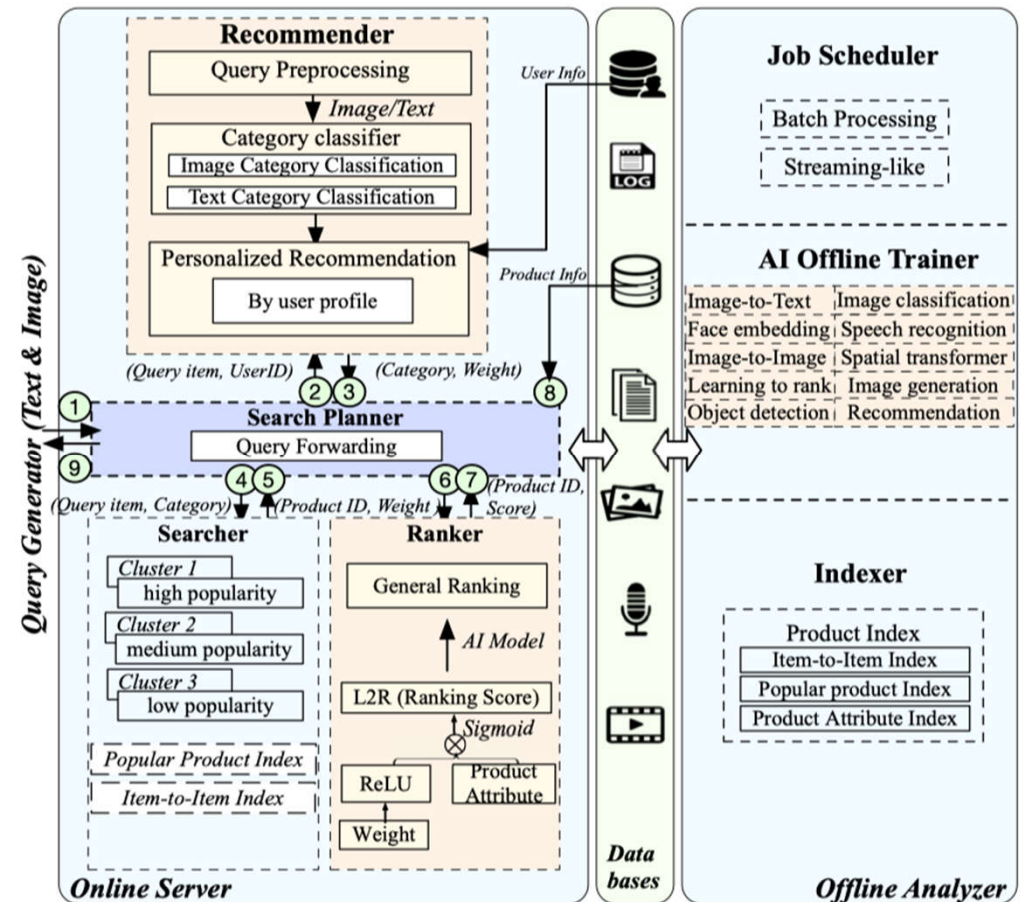 Recommender
Query Preprocessing
Image/Text
Category classifier
Image Category Classification
Text Category Classification
Personalized Recommendation
By user profile
(Query item, UserID)
(Category, Weight)
2
3
8
User Info
Product Info
Query Generator (Text & Image)
1
9
Search Planner
Query Forwarding
4
5
6
7
(Query item, Category)
(Product ID, Weight)
(Product ID,
Score)
Searcher
Cluster 1
high popularity
Cluster 2
medium popularity
Cluster 3
low popularity
Popular Product Index
Item-to-Item Index
Ranker
General Ranking
AI Model
L2R (Ranking Score)
Sigmoid
ReLU
Product
Attribute
Weight
Online Server
LOG
Data
bases
Job Scheduler
Batch Processing
Streaming-like
AI Offline Trainer
Image-to-Text
Image classification
Face embedding
Speech recognition
Image-to-Image
Spatial transformer
Learning to rank
Image generation
Object detection
Recommendation
Indexer
Product Index
Item-to-Item Index
Popular product Index
Product Attribute Index
Offline Analyzer